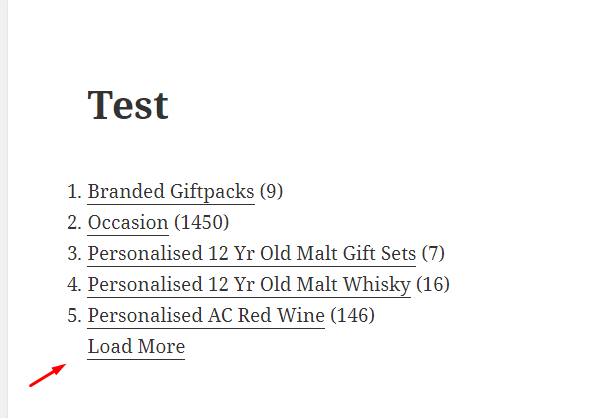 Test
1. Branded Giftpacks (9)
2. Occasion (1450)
3. Personalised 12 Yr Old Malt Gift Sets (7)
4. Personalised 12 Yr Old Malt Whisky (16)
5. Personalised AC Red Wine (146)
Load More